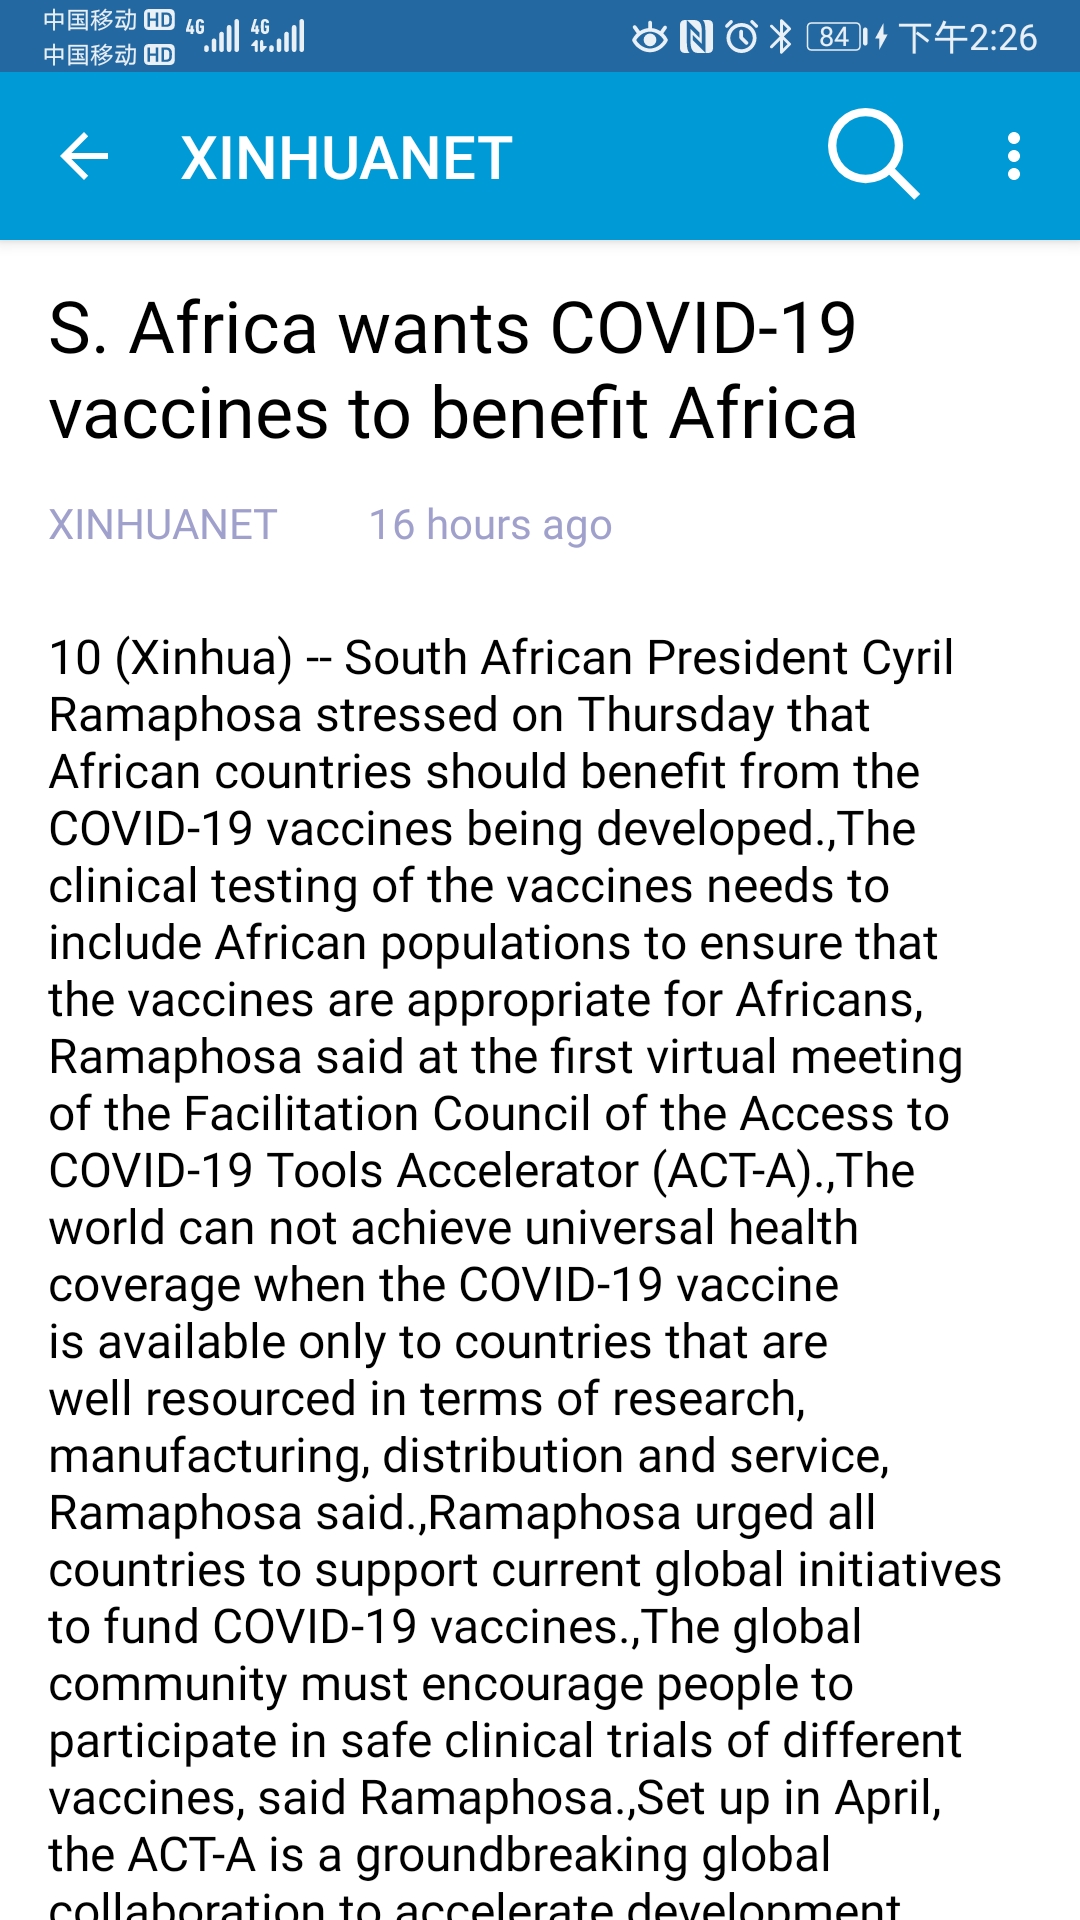 中国移动 HD 4G 4G
中国移动 HD 84 下午2:26
XINHUANET
S. Africa wants COVID-19
vaccines to benefit Africa
XINHUANET 16 hours ago
10 (Xinhua) -- South African President Cyril
Ramaphosa stressed on Thursday that
African countries should benefit from the
COVID-19 vaccines being developed.,The
clinical testing of the vaccines needs to
include African populations to ensure that
the vaccines are appropriate for Africans,
Ramaphosa said at the first virtual meeting
of the Facilitation Council of the Access to
COVID-19 Tools Accelerator (ACT-A).,The
world can not achieve universal health
coverage when the COVID-19 vaccine
is available only to countries that are
well resourced in terms of research,
manufacturing, distribution and service,
Ramaphosa said.,Ramaphosa urged all
countries to support current global initiatives
to fund COVID-19 vaccines.,The global
community must encourage people to
participate in safe clinical trials of different
vaccines, said Ramaphosa.,Set up in April,
the ACT-A is a groundbreaking global
collaboration to accelerate development